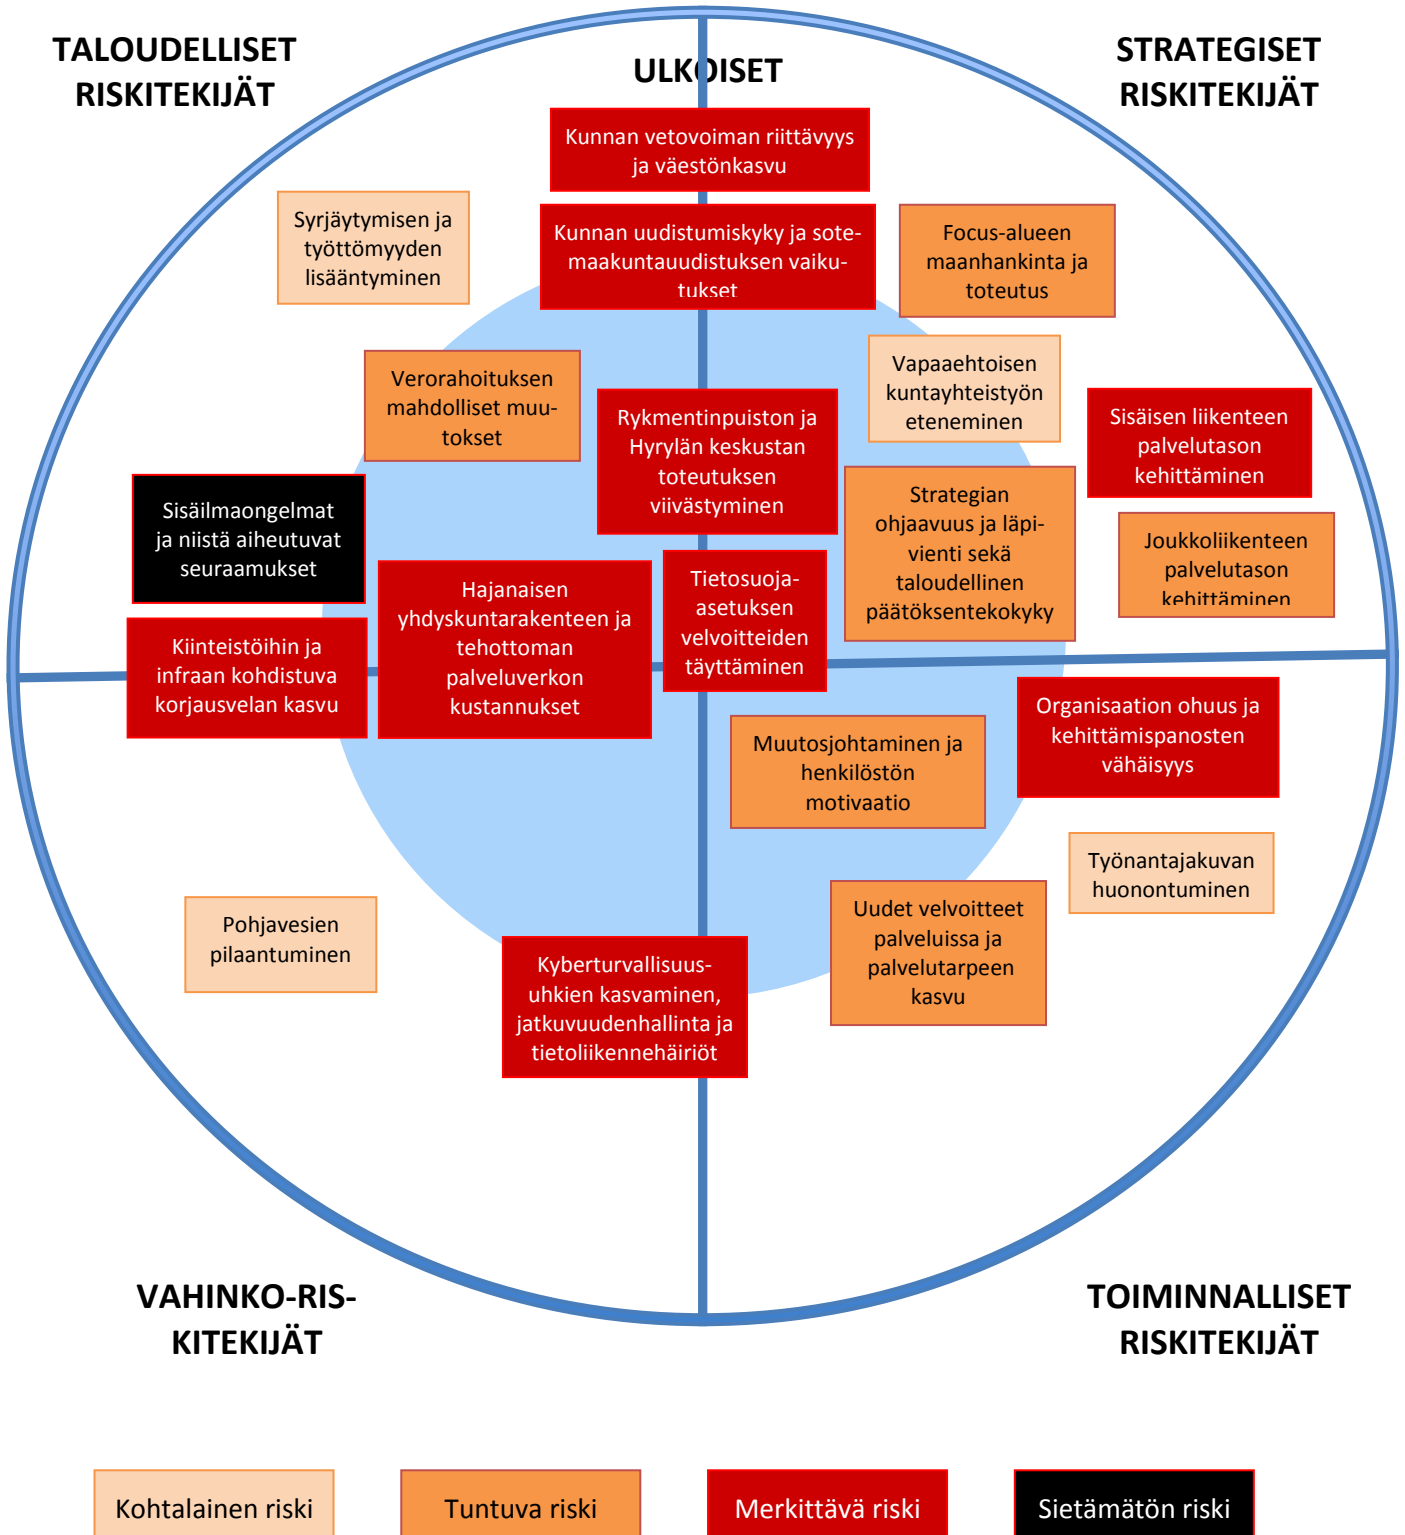 TALOUDELLISET
RISKITEKIJÄT
ULKOISET
STRATEGISET
RISKITEKIJÄT
Kunnan vetovoiman riittävyys
ja väestönkasvu
Syrjäytymisen ja
työttömyyden
lisääntyminen
Kunnan uudistumiskyky ja sote-
maakuntauudistuksen vaiku-
tukset
Focus-alueen
maanhankinta ja
toteutus
Verorahoituksen
mahdolliset muu-
tokset
Vapaaehtoisen
kuntayhteistyön
eteneminen
Rykmentinpuiston ja
Hyrylän keskustan
toteutuksen
viivästyminen
Sisäisen liikenteen
palvelutason
kehittäminen
Sisäilmaongelmat
ja niistä aiheutuvat
seuraamukset
Strategian
ohjaavuus ja läpi-
vienti sekä
taloudellinen
päätöksentekokyky
Joukkoliikenteen
palvelutason
kehittäminen
Hajanaisen
yhdyskuntarakenteen ja
tehottoman
palveluverkon
kustannukset
Tietosuoja-
asetuksen
velvoitteiden
täyttäminen
Kiinteistöihin ja
infraan kohdistuva
korjausvelan kasvu
Organisaation ohuus ja
kehittämispanosten
vähäisyys
Muutosjohtaminen ja
henkilöstön
motivaatio
Työnantajakuvan
huonontuminen
Pohjavesien
pilaantuminen
Uudet velvoitteet
palveluissa ja
palvelutarpeen
kasvu
Kyberturvallisuus-
uhkien kasvaminen,
jatkuvuudenhallinta ja
tietoliikennehäiriöt
VAHINKO-RIS-
KITEKIJÄT
TOIMINNALLISET
RISKITEKIJÄT
Kohtalainen riski
Tuntuva riski
Merkittävä riski
Sietämätön riski